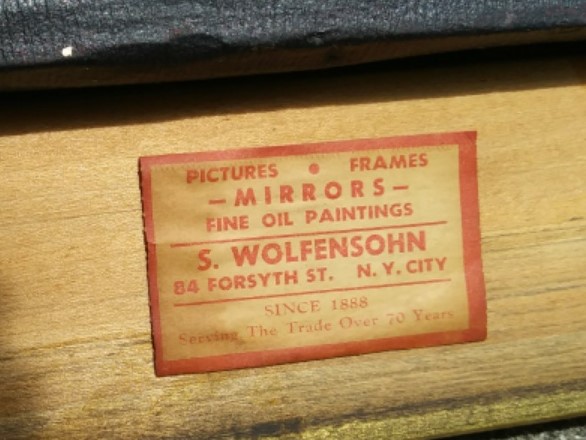 PICTURES • FRAMES
– MIRRORS –
FINE OIL PAINTINGS
S. WOLFENSOHN
84 FORSYTH ST. N. Y. CITY
SINCE 1888
Serving The Trade Over 70 Years